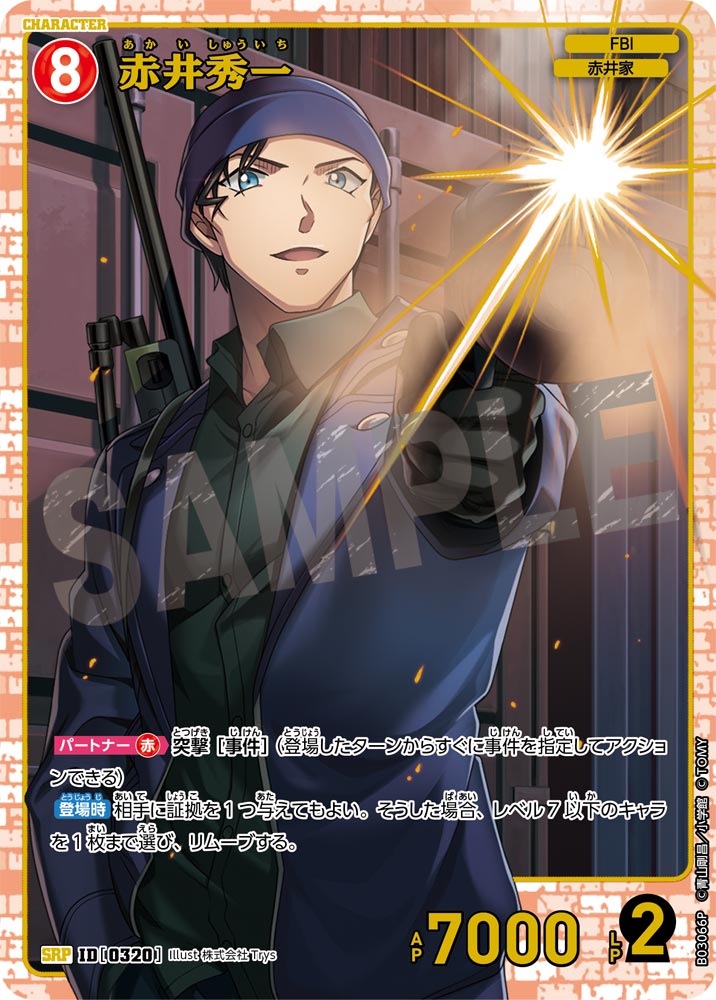 CHARACTER
8
あかいしゅういち
赤井秀一
FBI
赤井家
SAMPLE
パートナー 赤 突撃［事件］（登場したターンからすぐに事件を指定してアクショ
ンできる）
登場時 相手に証拠を１つ与えてもよい。そうした場合、レベル７以下のキャラ
を１枚まで選び、リムーブする。
AP 7000 LP 2
SRP ID[0320] Illust 株式会社Trys
B03066P ©青山剛昌／小学館 ©TOMY